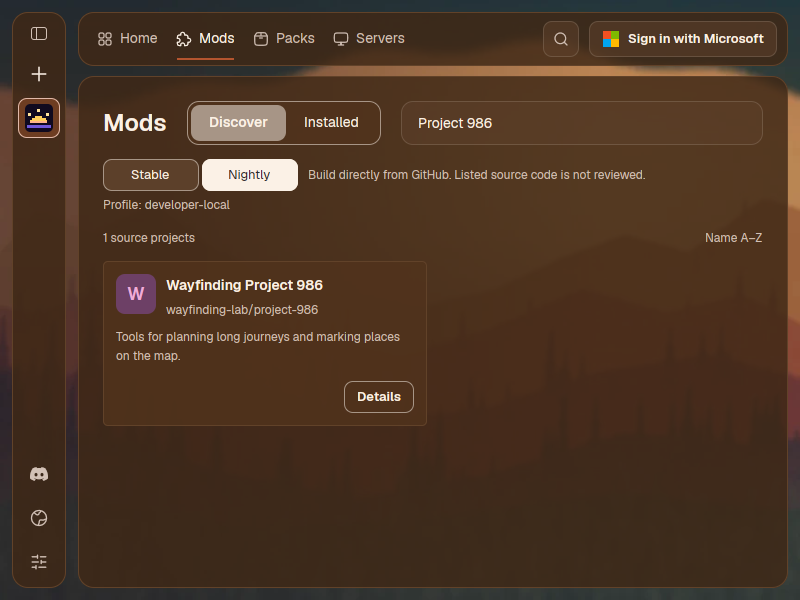 Home
Mods
Packs
Servers
Sign in with Microsoft
Mods
Discover
Installed
Project 986
Stable
Nightly
Build directly from GitHub. Listed source code is not reviewed.
Profile: developer-local
1 source projects
Name A–Z
W
Wayfinding Project 986
wayfinding-lab/project-986
Tools for planning long journeys and marking places
on the map.
Details